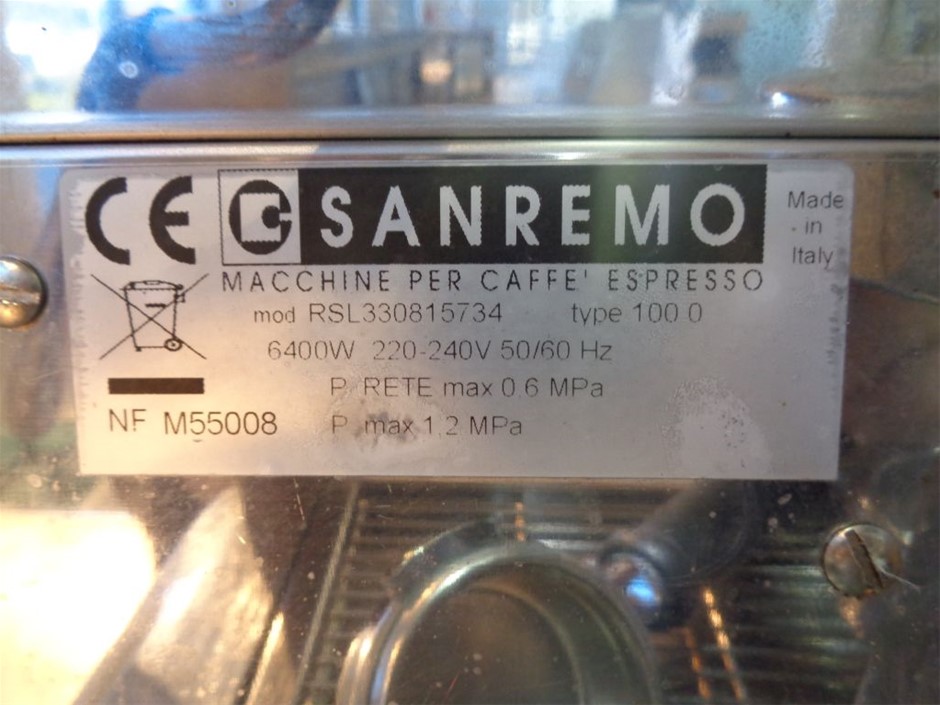 CE SANREMO
Made in Italy
MACCHINE PER CAFFE' ESPRESSO
mod RSL330815734 type 100 0
6400W 220-240V 50/60 Hz
P. RETE max 0.6 MPa
NF M55008 P. max 1,2 MPa